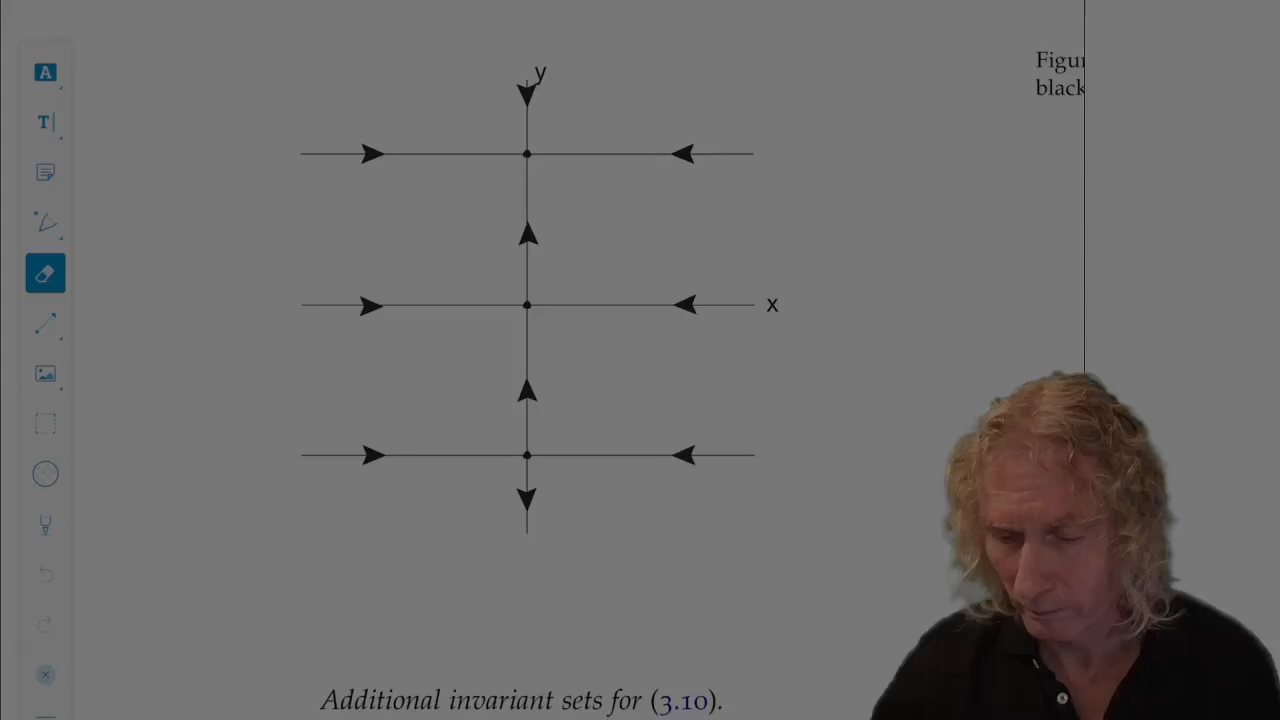 A
T
y
Figur
black
x
Additional invariant sets for (3.10).